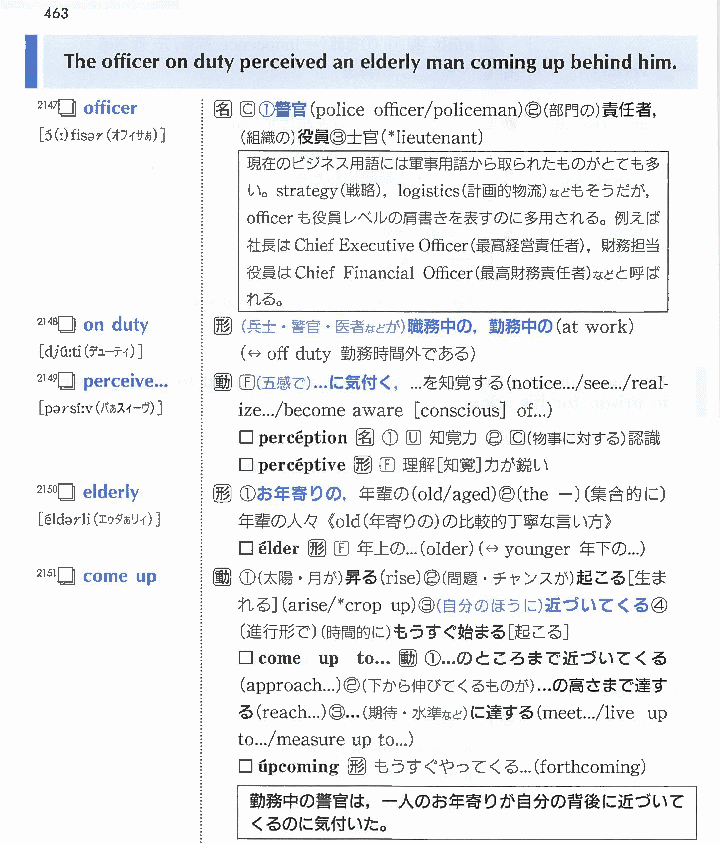 463
The officer on duty perceived an elderly man coming up behind him.
2147 □ officer
[ɔ́(ː)fisər(オフィサぁ)]
名 C ①警官(police officer/policeman)②(部門の)責任者,
(組織の)役員③士官(*lieutenant)
現在のビジネス用語には軍事用語から取られたものがとても多
い。strategy(戦略), logistics(計画的物流)などもそうだが,
officerも役員レベルの肩書きを表すのに多用される。例えば
社長はChief Executive Officer(最高経営責任者), 財務担当
役員はChief Financial Officer(最高財務責任者)などと呼ば
れる。
2148 □ on duty
[djúːti(デューティ)]
形 (兵士・警官・医者などが)職務中の, 勤務中の(at work)
(↔ off duty 勤務時間外である)
2149 □ perceive...
[pərsíːv(パぁスィーヴ)]
動 F(五感で)...に気付く, ...を知覚する(notice.../see.../real-
ize.../become aware [conscious] of...)
□ percéption 名 ① U 知覚力 ② C(物事に対する)認識
□ percéptive 形 F 理解[知覚]力が鋭い
2150 □ elderly
[éldərli(エゥダぁリィ)]
形 ①お年寄りの, 年輩の(old/aged)②(the ―)(集合的に)
年輩の人々《old(年寄りの)の比較的丁寧な言い方》
□ élder 形 F 年上の...(older)(↔ younger 年下の...)
2151 □ come up
動 ①(太陽・月が)昇る(rise)②(問題・チャンスが)起こる[生ま
れる](arise/*crop up)③(自分のほうに)近づいてくる④
(進行形で)(時間的に)もうすぐ始まる[起こる]
□ come up to... 動 ①...のところまで近づいてくる
(approach...)②(下から伸びてくるものが)...の高さまで達す
る(reach...)③...(期待・水準など)に達する(meet.../live up
to.../measure up to...)
□ úpcoming 形 もうすぐやってくる...(forthcoming)
勤務中の警官は, 一人のお年寄りが自分の背後に近づいて
くるのに気付いた。